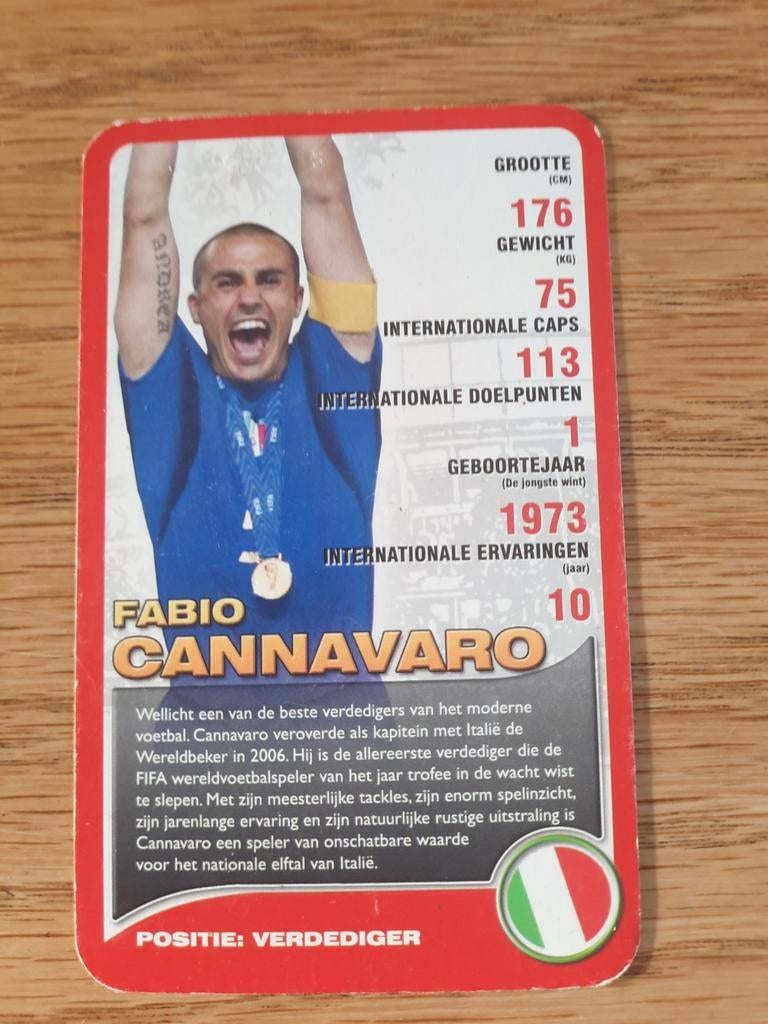 GROOTTE
(CM)
176
GEWICHT
(KG)
75
INTERNATIONALE CAPS
113
INTERNATIONALE DOELPUNTEN
1
GEBOORTEJAAR
(De jongste wint)
1973
INTERNATIONALE ERVARINGEN
(jaar)
10
ANDREA
FABIO
CANNAVARO
Wellicht een van de beste verdedigers van het moderne
voetbal. Cannavaro veroverde als kapitein met Italië de
Wereldbeker in 2006. Hij is de allereerste verdediger die de
FIFA wereldvoetbalspeler van het jaar trofee in de wacht wist
te slepen. Met zijn meesterlijke tackles, zijn enorm spelinzicht,
zijn jarenlange ervaring en zijn natuurlijke rustige uitstraling is
Cannavaro een speler van onschatbare waarde
voor het nationale elftal van Italië.
POSITIE: VERDEDIGER